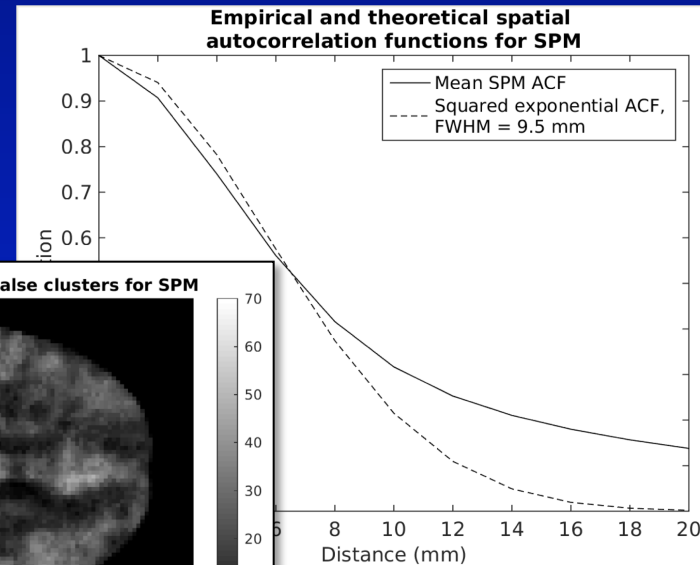 Empirical and theoretical spatial
autocorrelation functions for SPM
Mean SPM ACF
Squared exponential ACF,
FWHM = 9.5 mm
1
0.9
0.8
0.7
0.6
alse clusters for SPM
70
60
50
40
30
20
8 10 12 14 16 18 20
Distance (mm)